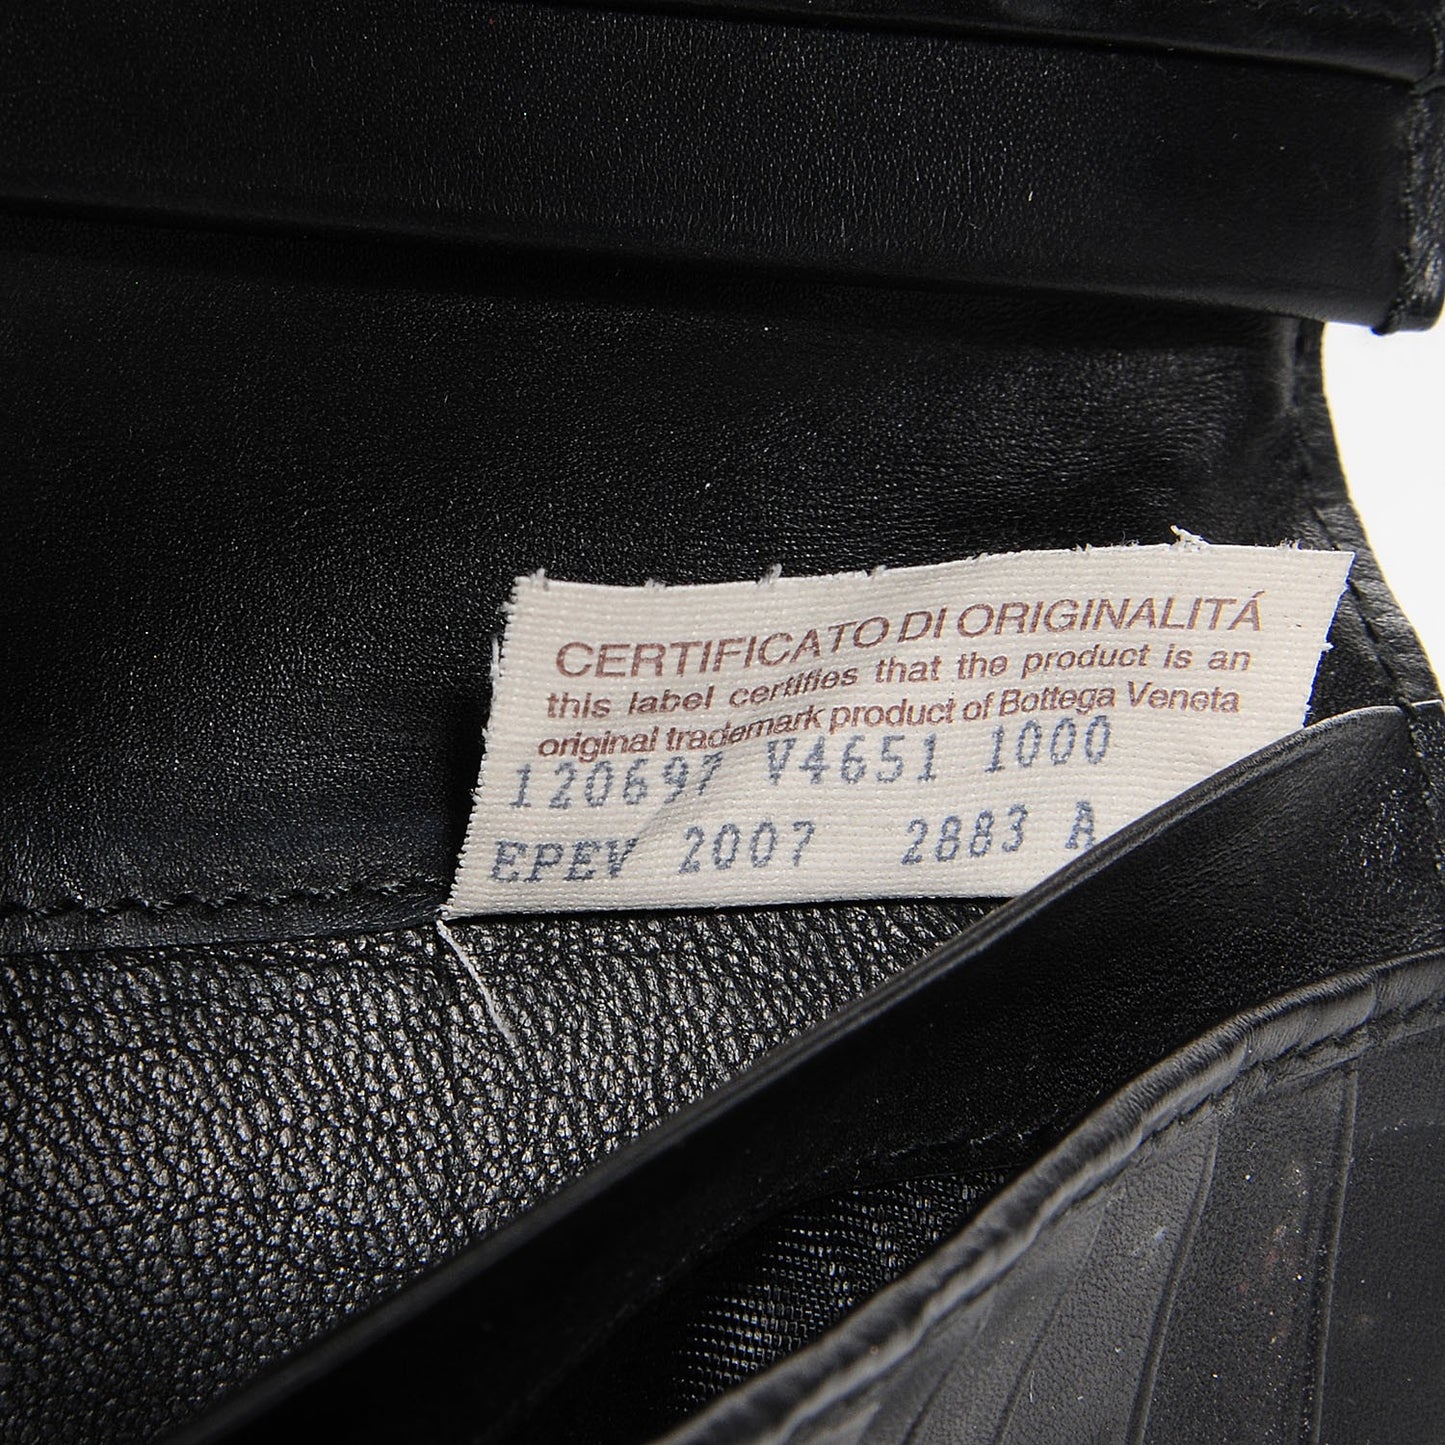 CERTIFICATO DI ORIGINALITÁ
this label certifies that the product is an
original trademark product of Bottega Veneta
120697 V4651 1000
EPEV 2007 2883 A